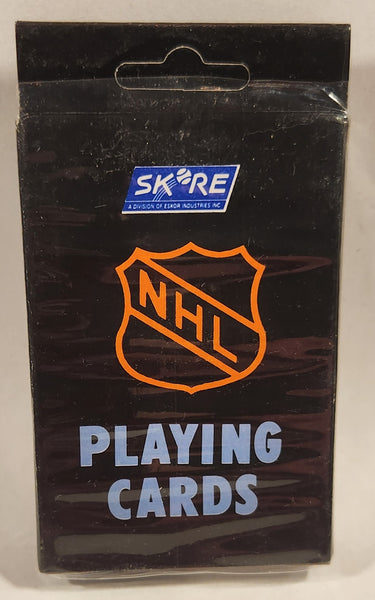 SKORE
A DIVISION OF ESKOR INDUSTRIES INC
NHL
PLAYING
CARDS